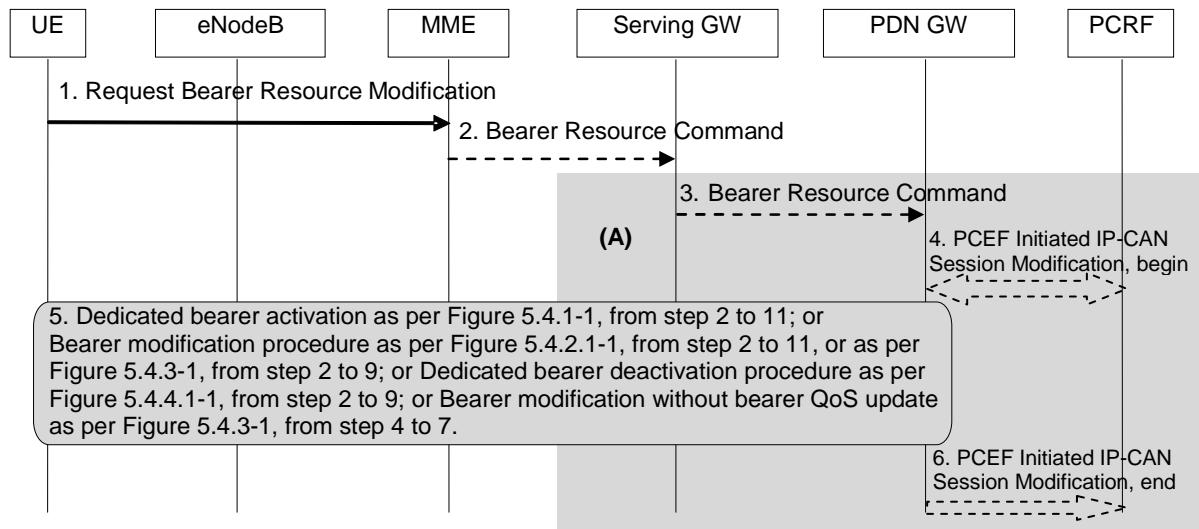 UE
eNodeB
MME
Serving GW
PDN GW
PCRF
1. Request Bearer Resource Modification
2. Bearer Resource Command
3. Bearer Resource Command
(A)
4. PCEF Initiated IP-CAN
Session Modification, begin
5. Dedicated bearer activation as per Figure 5.4.1-1, from step 2 to 11; or
Bearer modification procedure as per Figure 5.4.2.1-1, from step 2 to 11, or as per
Figure 5.4.3-1, from step 2 to 9; or Dedicated bearer deactivation procedure as per
Figure 5.4.4.1-1, from step 2 to 9; or Bearer modification without bearer QoS update
as per Figure 5.4.3-1, from step 4 to 7.
6. PCEF Initiated IP-CAN
Session Modification, end